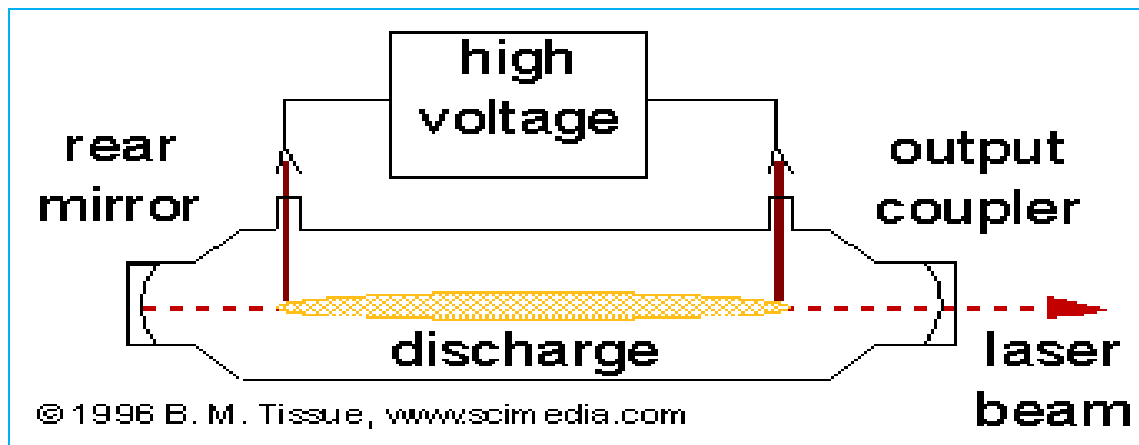 high
voltage
rear
mirror
output
coupler
discharge
laser
beam
© 1996 B. M. Tissue, www.scimedia.com